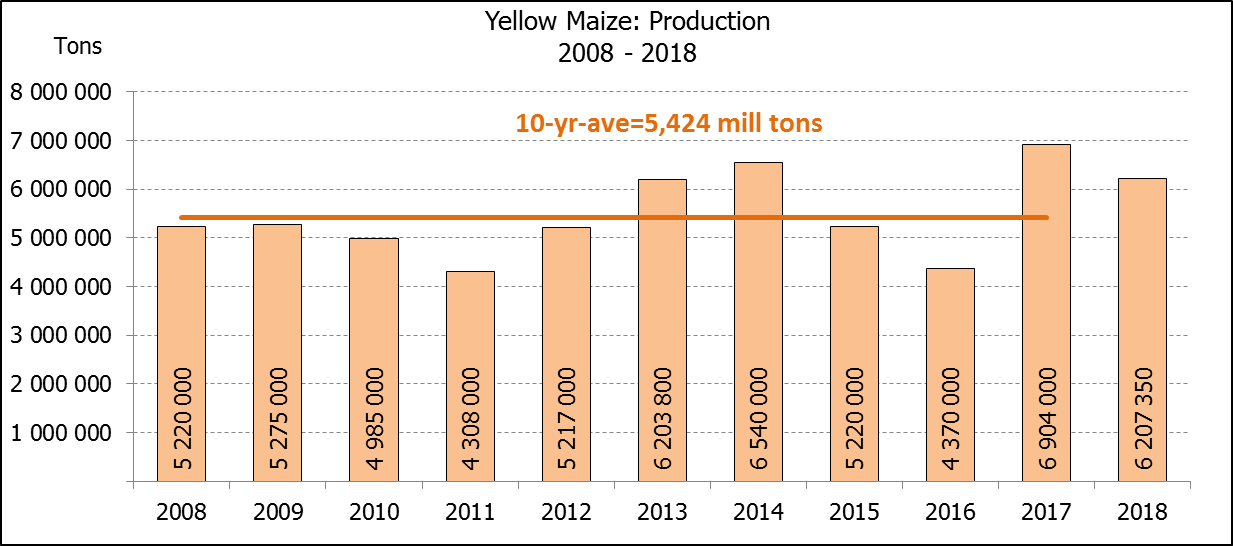 Yellow Maize: Production
2008 - 2018
Tons
8 000 000
7 000 000
6 000 000
5 000 000
4 000 000
3 000 000
2 000 000
1 000 000
10-yr-ave=5,424 mill tons
5 220 000
5 275 000
4 985 000
4 308 000
5 217 000
6 203 800
6 540 000
5 220 000
4 370 000
6 904 000
6 207 350
2008 2009 2010 2011 2012 2013 2014 2015 2016 2017 2018